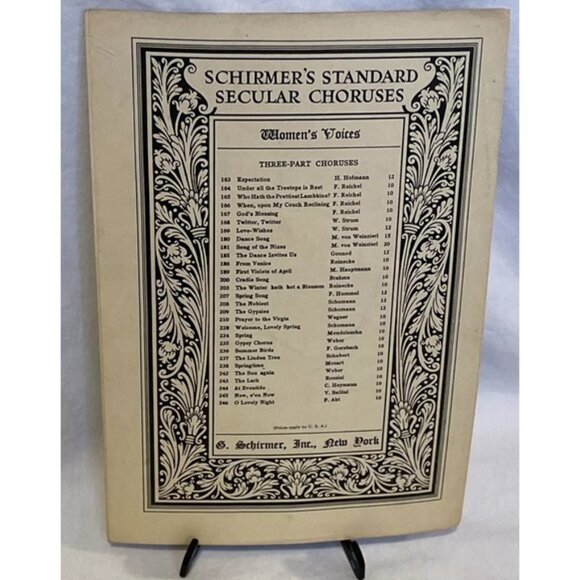 SCHIRMER'S STANDARD
SECULAR CHORUSES
Women's Voices
THREE-PART CHORUSES
163 Expectation H. Hofmann 12
164 Under all the Treetops is Rest F. Reichel 10
165 Who Hath the Prettiest Lambkins? F. Reichel 10
166 When, upon My Couch Reclining F. Reichel 10
167 God's Blessing F. Reichel 10
168 Twitter, Twitter W. Strum 10
169 Love-Wishes W. Strum 12
180 Dance Song M. von Weinzierl 15
181 Song of the Nixes M. von Weinzierl 20
185 The Dance Invites Us Gounod 12
186 From Venice Reinecke 10
189 First Violets of April M. Hauptmann 10
200 Cradle Song Brahms 10
205 The Winter hath not a Blossom Reinecke 10
207 Spring Song F. Hummel 12
208 The Noblest Schumann 12
209 The Gypsies Schumann 12
210 Prayer to the Virgin Wagner 10
228 Welcome, Lovely Spring Schumann 10
234 Spring Mendelssohn 10
235 Gypsy Chorus Weber 10
236 Summer Birds F. Gersbach 10
237 The Linden Tree Schubert 10
238 Springtime Mozart 10
242 The Sun again Weber 10
243 The Lark Rossini 10
244 At Eventide C. Heymann 10
245 Now, e'en Now V. Bellini 10
246 O Lovely Night F. Abt 10
(Prices apply to U. S. A.)
G. Schirmer, Inc., New York